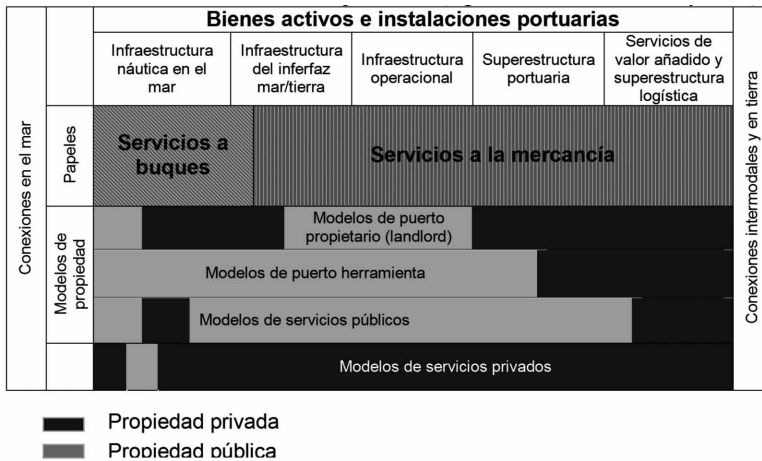 Bienes activos e instalaciones portuarias
Infraestructura
náutica en el
mar
Infraestructura
del inferfaz
mar/tierra
Infraestructura
operacional
Superestructura
portuaria
Servicios de
valor añadido y
superestructura
logística
Conexiones en el mar
Papeles
Servicios a
buques
Servicios a la mercancía
Modelos de
propiedad
Modelos de puerto
propietario (landlord)
Modelos de puerto herramienta
Modelos de servicios públicos
Modelos de servicios privados
Conexiones intermodales y en tierra
Propiedad privada
Propiedad pública